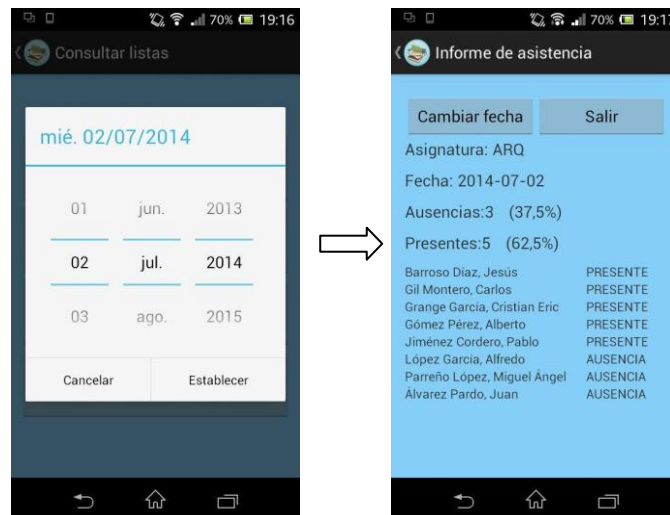 70% 19:16
Consultar listas
mié. 02/07/2014
01 jun. 2013
02 jul. 2014
03 ago. 2015
Cancelar Establecer
70% 19:17
Informe de asistencia
Cambiar fecha Salir
Asignatura: ARQ
Fecha: 2014-07-02
Ausencias:3 (37,5%)
Presentes:5 (62,5%)
Barroso Díaz, Jesús PRESENTE
Gil Montero, Carlos PRESENTE
Grange García, Cristian Eric PRESENTE
Gómez Pérez, Alberto PRESENTE
Jiménez Cordero, Pablo PRESENTE
López García, Alfredo AUSENCIA
Parreño López, Miguel Ángel AUSENCIA
Álvarez Pardo, Juan AUSENCIA